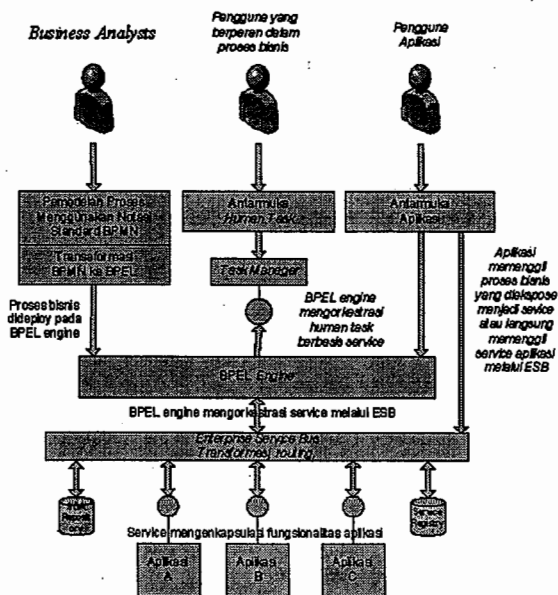 Business Analysts
Pengguna yang
berperan dalam
proses bisnis
Pengguna
Aplikasi
Pemodelan Proses
Menggunakan Notasi
Standard BPMN
Transformasi
BPMN ke BPEL
Antarmuka
Human Task
Antarmuka
Aplikasi
Task Manager
Proses bisnis
dideploy pada
BPEL engine
BPEL engine
mengorkestrasi
human task
berbasis service
Aplikasi
memanggil
proses bisnis
yang diekspose
menjadi sevice
atau langsung
memanggil
service aplikasi
melalui ESB
BPEL Engine
BPEL engine mengorkestrasi service melalui ESB
Enterprise Service Bus
Transformasi, routing
Service
Registry
Service mengenkapsulasi fungsionalitas aplikasi
Aplikasi
A
Aplikasi
B
Aplikasi
C